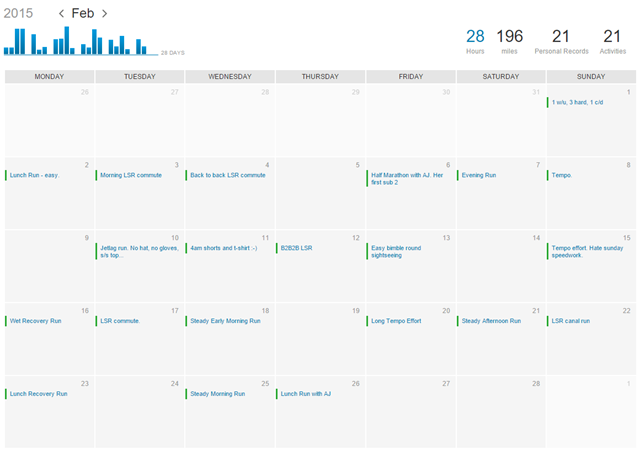 2015 < Feb >
28 DAYS
28 196 21 21
Hours miles Personal Records Activities
MONDAY TUESDAY WEDNESDAY THURSDAY FRIDAY SATURDAY SUNDAY
26 27 28 29 30 31 1
1 w/u, 3 hard, 1 c/d
2 3 4 5 6 7 8
Lunch Run - easy. Morning LSR commute Back to back LSR commute Half Marathon with AJ. Her Evening Run Tempo.
first sub 2
9 10 11 12 13 14 15
Jetlag run. No hat, no gloves, 4am shorts and t-shirt :-) B2B2B LSR Easy bimble round Tempo effort. Hate sunday
s/s top... sightseeing speedwork.
16 17 18 19 20 21 22
Wet Recovery Run LSR commute Steady Early Morning Run Long Tempo Effort Steady Afternoon Run LSR canal run
23 24 25 26 27 28 1
Lunch Recovery Run Steady Morning Run Lunch Run with AJ